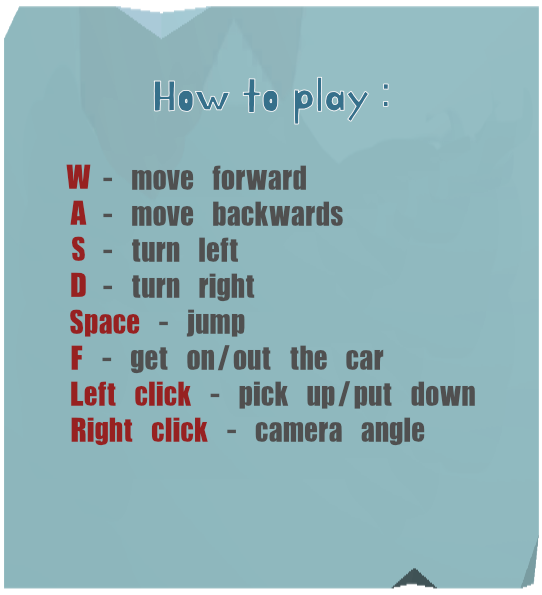 How to play :
W - move forward
A - move backwards
S - turn left
D - turn right
Space - jump
F - get on/out the car
Left click - pick up/put down
Right click - camera angle